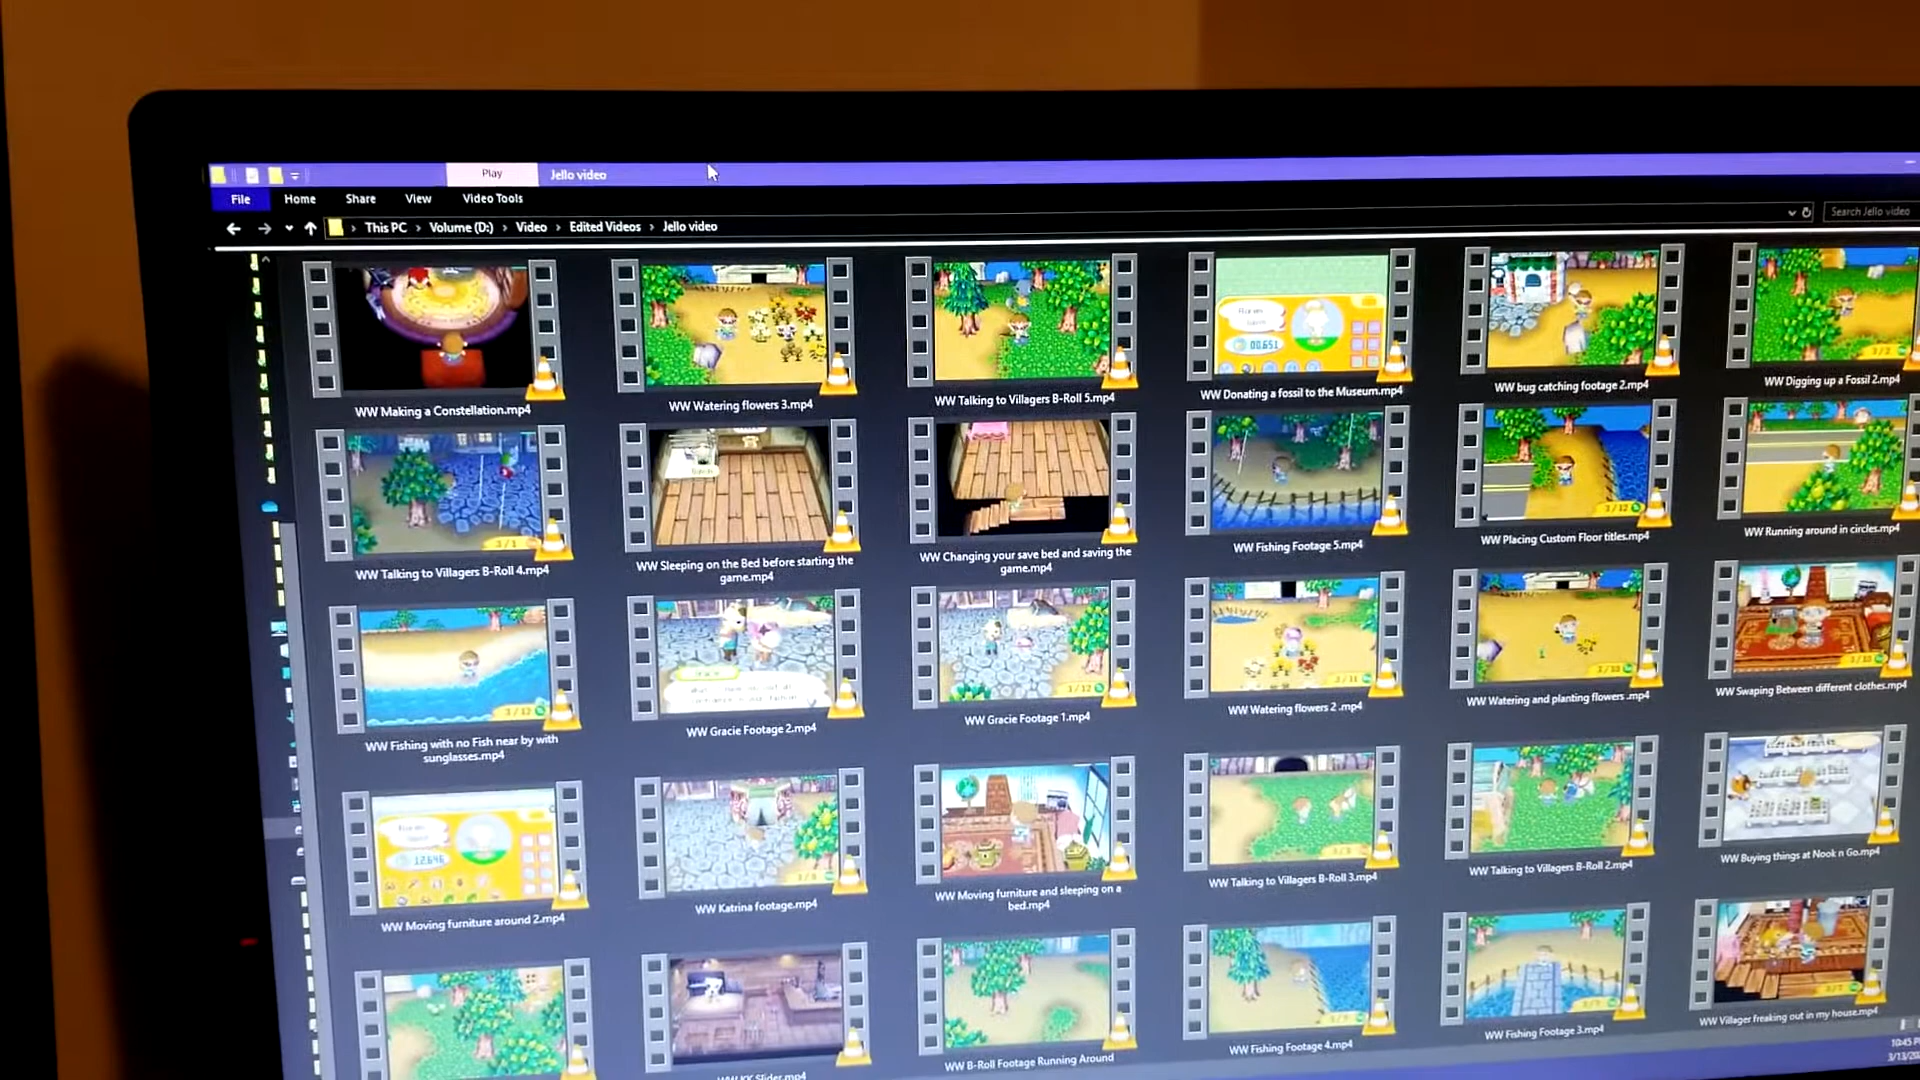 Play
Jello video
File
Home
Share
View
Video Tools
This PC
Volume (D:)
Video
Edited Videos
Jello video
Search Jello video
WW Making a Constellation.mp4
WW Watering flowers 3.mp4
WW Talking to Villagers B-Roll 5.mp4
WW Donating a fossil to the Museum.mp4
WW bug catching footage 2.mp4
WW Digging up a Fossil 2.mp4
WW Talking to Villagers B-Roll 4.mp4
WW Sleeping on the Bed before starting the
game.mp4
WW Changing your save bed and saving the
game.mp4
WW Fishing Footage 5.mp4
WW Placing Custom Floor titles.mp4
WW Running around in circles.mp4
WW Fishing with no Fish near by with
sunglasses.mp4
WW Gracie Footage 2.mp4
WW Gracie Footage 1.mp4
WW Watering flowers 2 .mp4
WW Watering and planting flowers .mp4
WW Swaping Between different clothes.mp4
WW Moving furniture around 2.mp4
WW Katrina footage.mp4
WW Moving furniture and sleeping on a
bed.mp4
WW Talking to Villagers B-Roll 3.mp4
WW Talking to Villagers B-Roll 2.mp4
WW Buying things at Nook n Go.mp4
WW KK Slider.mp4
WW B-Roll Footage Running Around
WW Fishing Footage 4.mp4
WW Fishing Footage 3.mp4
WW Villager freaking out in my house.mp4
10:45